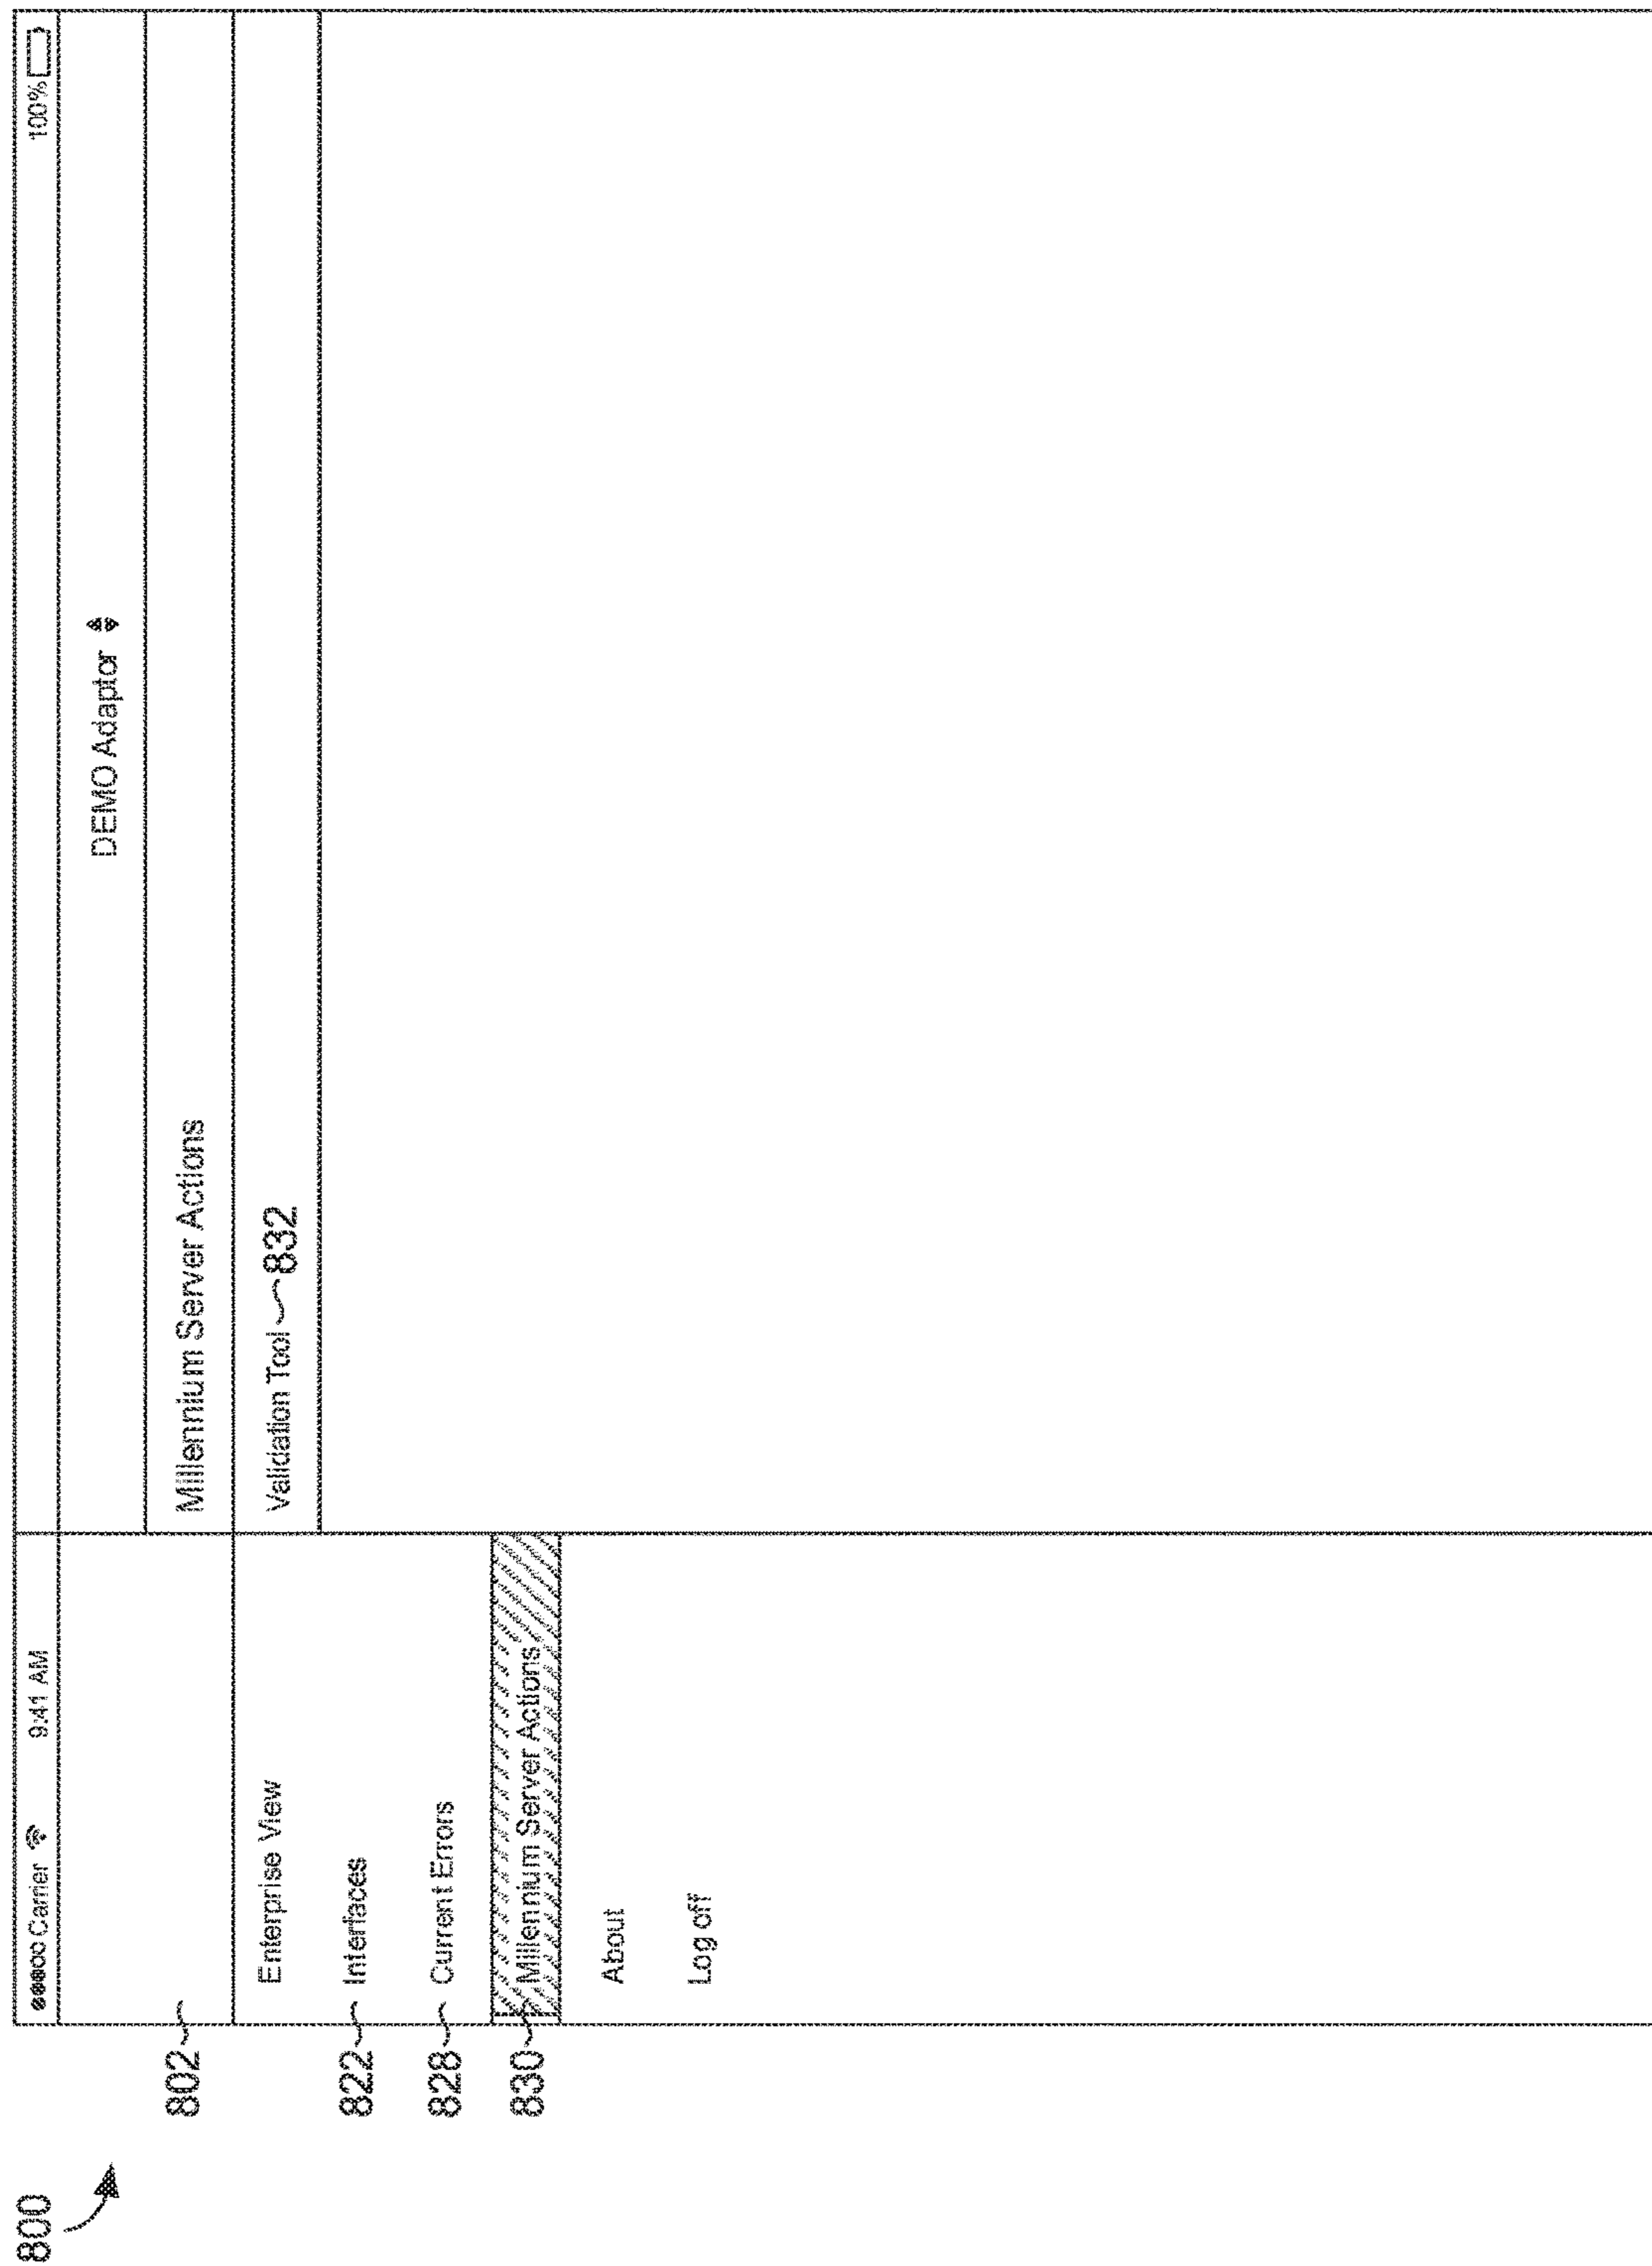 800
●●●○○ Carrier 9:41 AM 100%
DEMO Adaptor
802
Millennium Server Actions
Enterprise View
Validation Tool 832
822 Interfaces
828 Current Errors
830 Millennium Server Actions
About
Log off